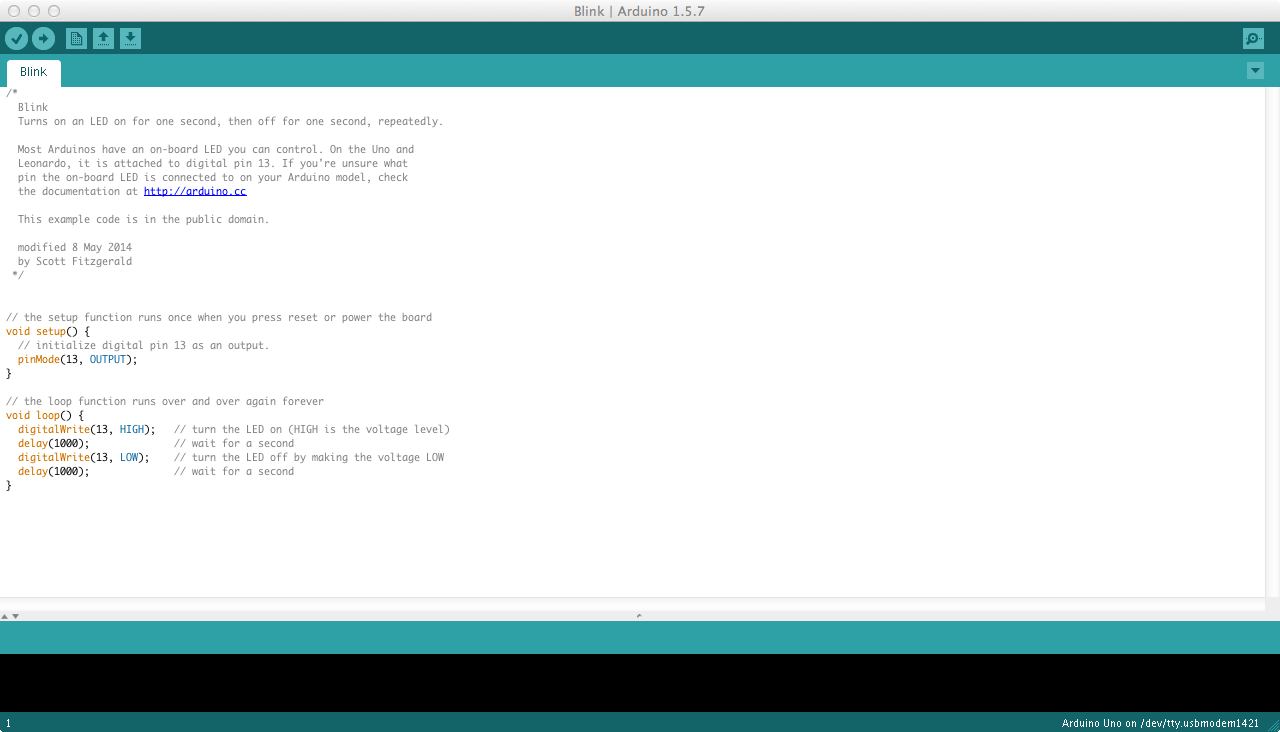 Blink | Arduino 1.5.7
Blink
/*
  Blink
  Turns on an LED on for one second, then off for one second, repeatedly.

  Most Arduinos have an on-board LED you can control. On the Uno and
  Leonardo, it is attached to digital pin 13. If you're unsure what
  pin the on-board LED is connected to on your Arduino model, check
  the documentation at http://arduino.cc

  This example code is in the public domain.

  modified 8 May 2014
  by Scott Fitzgerald
 */


// the setup function runs once when you press reset or power the board
void setup() {
  // initialize digital pin 13 as an output.
  pinMode(13, OUTPUT);
}

// the loop function runs over and over again forever
void loop() {
  digitalWrite(13, HIGH);   // turn the LED on (HIGH is the voltage level)
  delay(1000);              // wait for a second
  digitalWrite(13, LOW);    // turn the LED off by making the voltage LOW
  delay(1000);              // wait for a second
}
1
Arduino Uno on /dev/tty.usbmodem1421